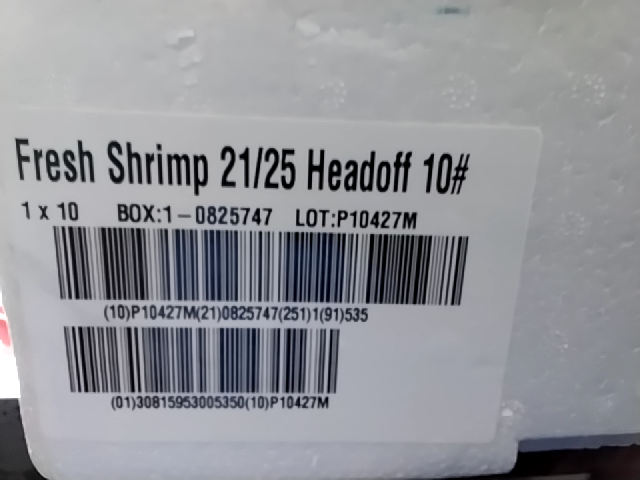 Fresh Shrimp 21/25 Headoff 10#
1 x 10 BOX:1-0825747 LOT:P10427M
(10)P10427M(21)0825747(251)1(91)535
(01)30815953005350(10)P10427M